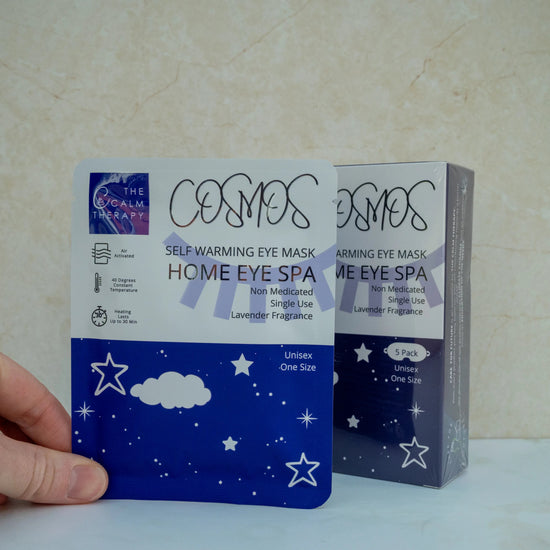 THE
E/CALM
THERAPY
COSMOS
SELF WARMING EYE MASK
HOME EYE SPA
Non Medicated
Single Use
Lavender Fragrance
Air
Activated
40 Degrees
Constant
Temperature
Heating
Lasts
Up to 30 Min
Unisex
One Size
OSMOS
ARMING EYE MASK
ME EYE SPA
Non Medicated
Single Use
Lavender Fragrance
5 Pack
Unisex
One Size